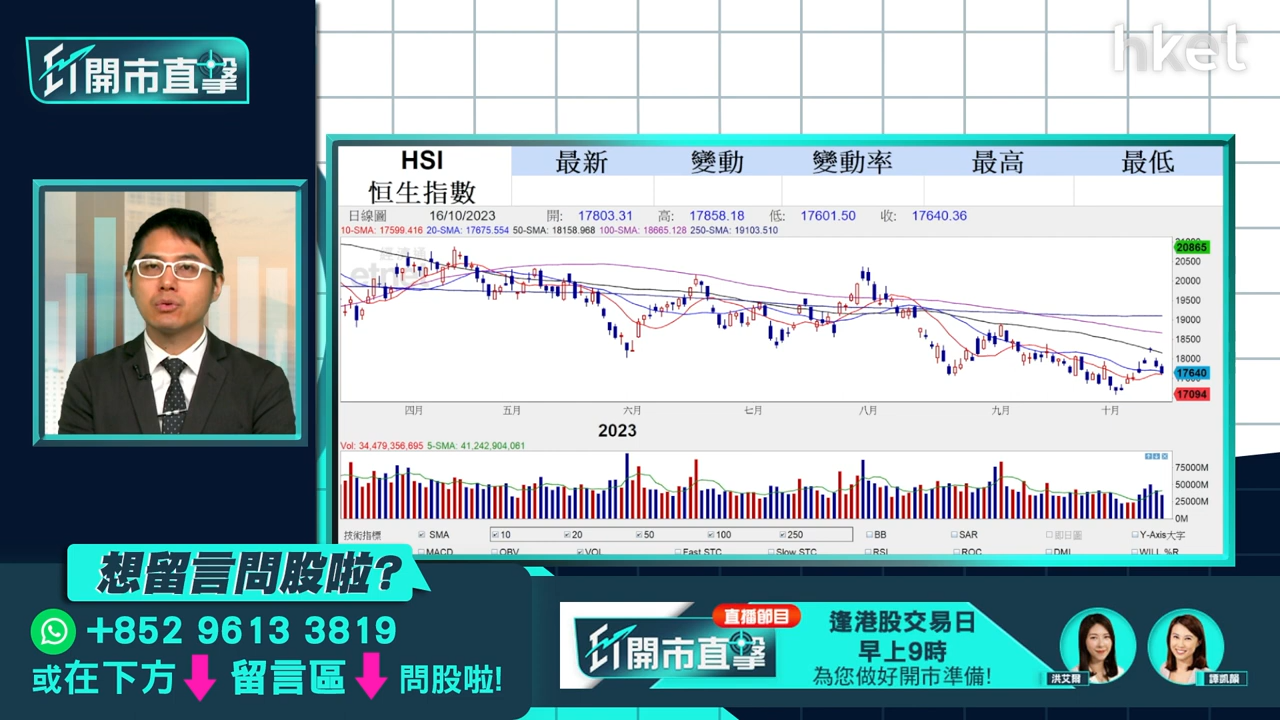 開市直擊
hket
HSI
恒生指數
最新 變動 變動率 最高 最低
日線圖 16/10/2023 開: 17803.31 高: 17858.18 低: 17601.50 收: 17640.36
10-SMA: 17599.416 20-SMA: 17675.554 50-SMA: 18158.968 100-SMA: 18665.128 250-SMA: 19103.510
20865
20500
20000
19500
19000
18500
18000
17640
17094
四月 五月 六月 七月 八月 九月 十月
2023
Vol: 34,479,356,695 5-SMA: 41,242,904,061
75000M
50000M
25000M
0M
技術指標 SMA 10 20 50 100 250 BB SAR 即日圖 Y-Axis大字
MACD OBV VOL Fast STC Slow STC RSI ROC DMI WILL %R
想留言問股啦?
+852 9613 3819
或在下方 留言區 問股啦!
直播節目
開市直擊
逢港股交易日
早上9時
為您做好開市準備!
洪艾爾
譚凱韻